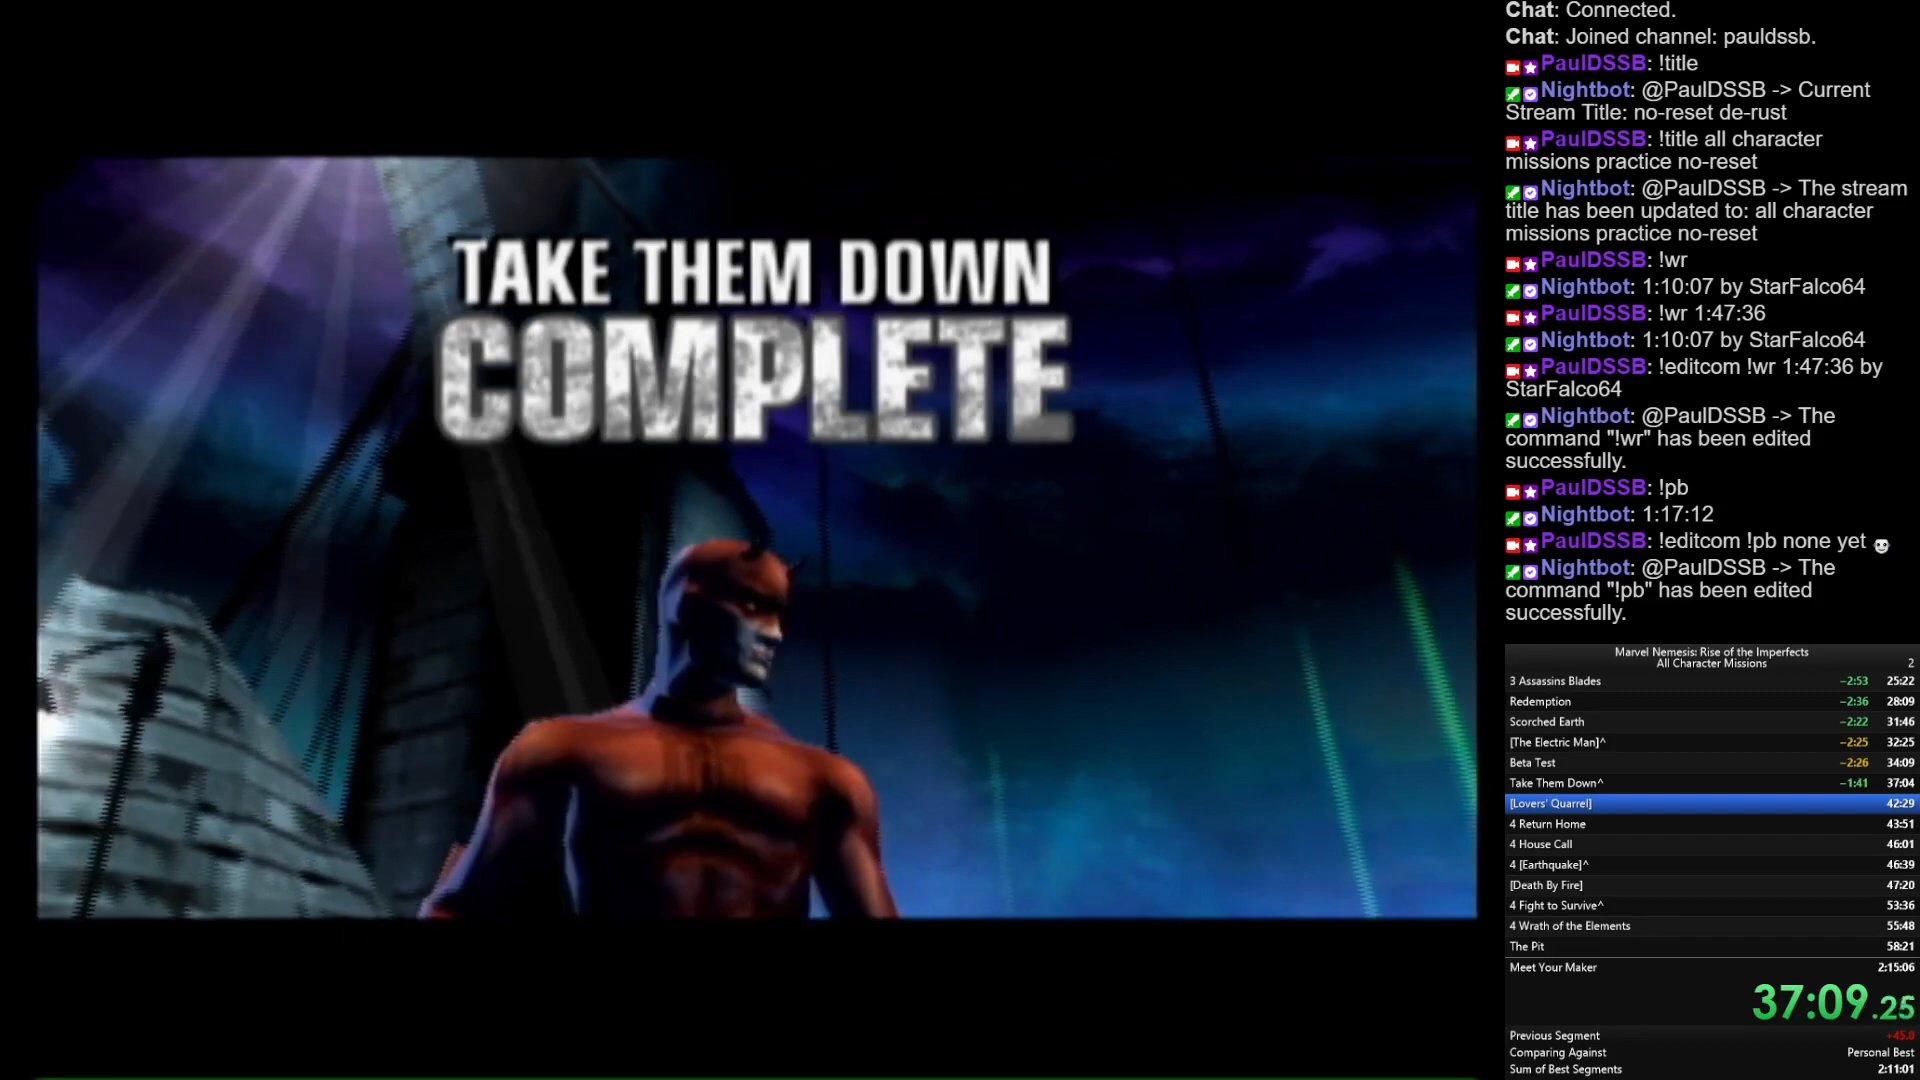 TAKE THEM DOWN
COMPLETE
Chat: Connected.
Chat: Joined channel: pauldssb.
PaulDSSB: !title
Nightbot: @PaulDSSB -> Current
Stream Title: no-reset de-rust
PaulDSSB: !title all character
missions practice no-reset
Nightbot: @PaulDSSB -> The stream
title has been updated to: all character
missions practice no-reset
PaulDSSB: !wr
Nightbot: 1:10:07 by StarFalco64
PaulDSSB: !wr 1:47:36
Nightbot: 1:10:07 by StarFalco64
PaulDSSB: !editcom !wr 1:47:36 by
StarFalco64
Nightbot: @PaulDSSB -> The
command "!wr" has been edited
successfully.
PaulDSSB: !pb
Nightbot: 1:17:12
PaulDSSB: !editcom !pb none yet
Nightbot: @PaulDSSB -> The
command "!pb" has been edited
successfully.
Marvel Nemesis: Rise of the Imperfects
All Character Missions 2
3 Assassins Blades −2:53 25:22
Redemption −2:36 28:09
Scorched Earth −2:22 31:46
[The Electric Man]^ −2:25 32:25
Beta Test −2:26 34:09
Take Them Down^ −1:41 37:04
[Lovers' Quarrel] 42:29
4 Return Home 43:51
4 House Call 46:01
4 [Earthquake]^ 46:39
[Death By Fire] 47:20
4 Fight to Survive^ 53:36
4 Wrath of the Elements 55:48
The Pit 58:21
Meet Your Maker 2:15:06
37:09.25
Previous Segment +45.0
Comparing Against Personal Best
Sum of Best Segments 2:11:01